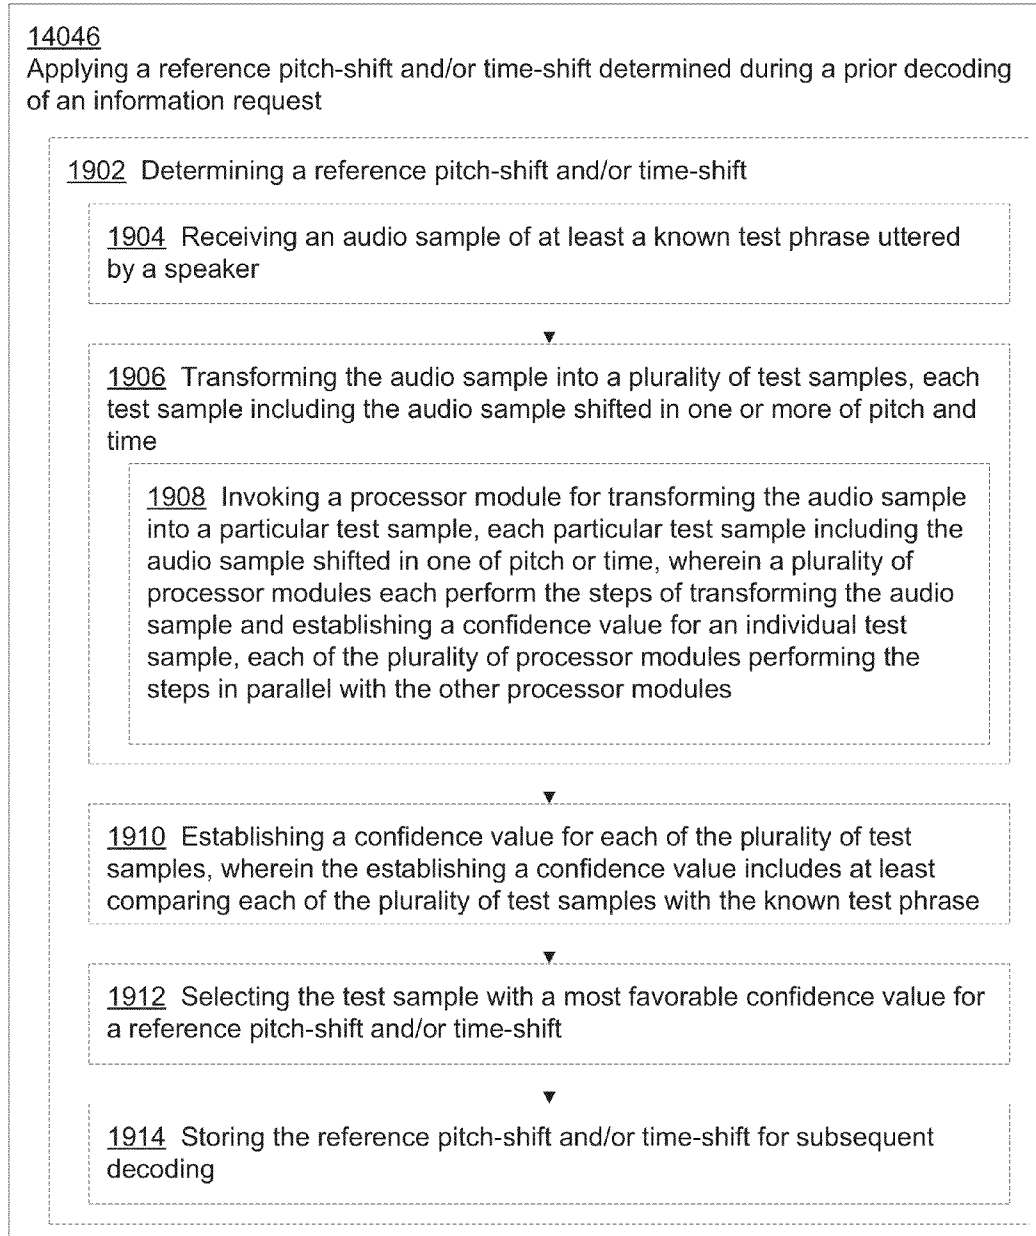 14046
Applying a reference pitch-shift and/or time-shift determined during a prior decoding
of an information request
1902 Determining a reference pitch-shift and/or time-shift
1904 Receiving an audio sample of at least a known test phrase uttered
by a speaker
1906 Transforming the audio sample into a plurality of test samples, each
test sample including the audio sample shifted in one or more of pitch and
time
1908 Invoking a processor module for transforming the audio sample
into a particular test sample, each particular test sample including the
audio sample shifted in one of pitch or time, wherein a plurality of
processor modules each perform the steps of transforming the audio
sample and establishing a confidence value for an individual test
sample, each of the plurality of processor modules performing the
steps in parallel with the other processor modules
1910 Establishing a confidence value for each of the plurality of test
samples, wherein the establishing a confidence value includes at least
comparing each of the plurality of test samples with the known test phrase
1912 Selecting the test sample with a most favorable confidence value for
a reference pitch-shift and/or time-shift
1914 Storing the reference pitch-shift and/or time-shift for subsequent
decoding